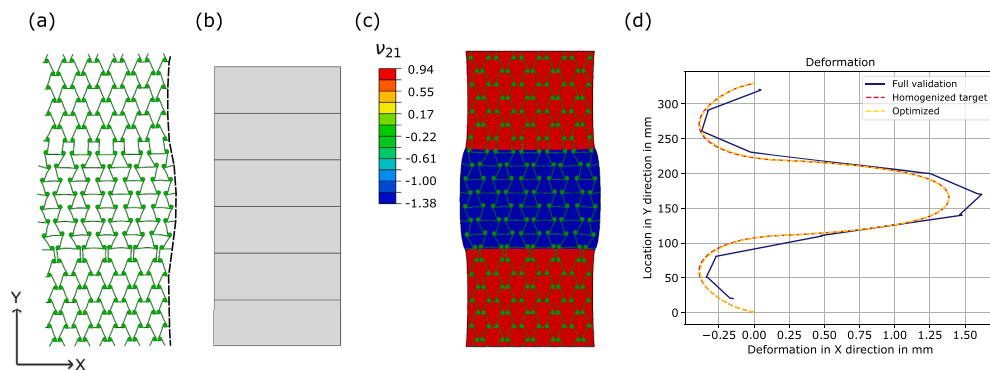 (a)
(b)
(c)
(d)
Y
X
ν21
0.94
0.55
0.17
-0.22
-0.61
-1.00
-1.38
Deformation
Full validation
Homogenized target
Optimized
Location in Y direction in mm
300
250
200
150
100
50
0
−0.25 0.00 0.25 0.50 0.75 1.00 1.25 1.50
Deformation in X direction in mm